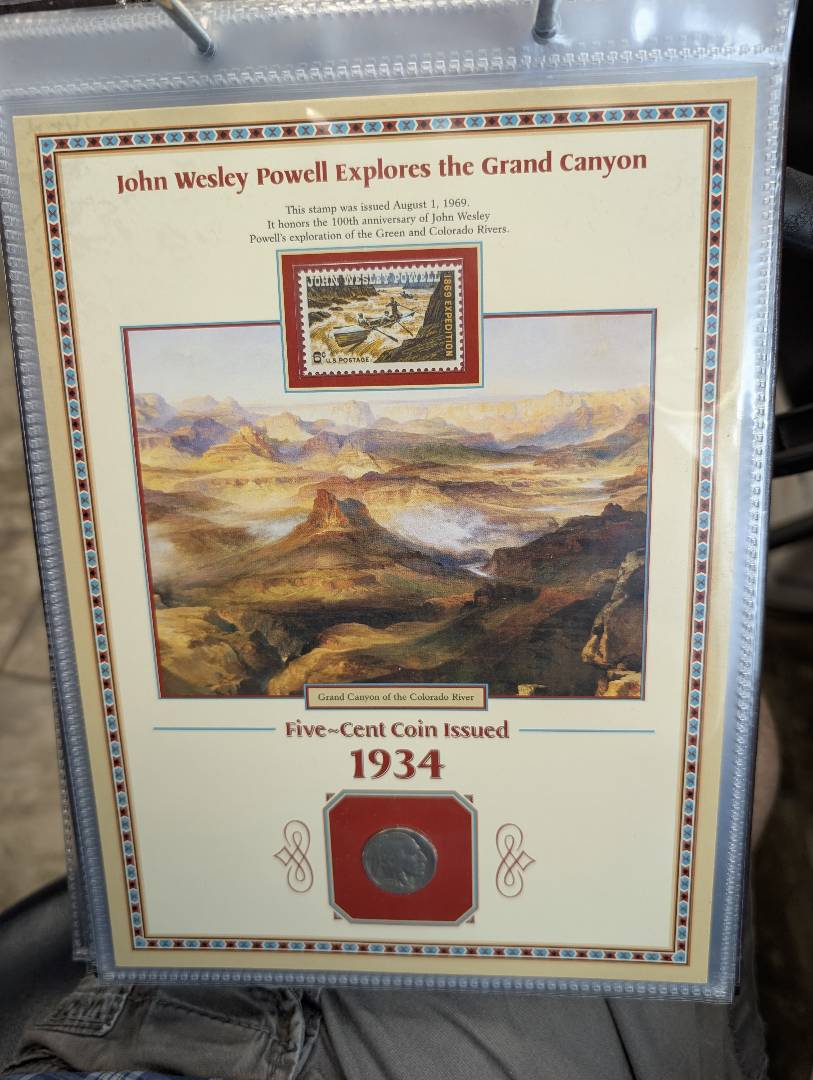 John Wesley Powell Explores the Grand Canyon
This stamp was issued August 1, 1969.
It honors the 100th anniversary of John Wesley
Powell's exploration of the Green and Colorado Rivers.
JOHN WESLEY POWELL
1869 EXPEDITION
6c U.S. POSTAGE
Grand Canyon of the Colorado River
Five~Cent Coin Issued
1934